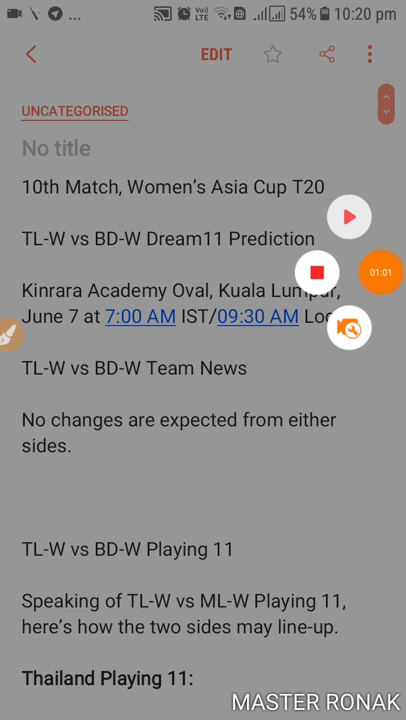 ... Vo) LTE 54% 10:20 pm
EDIT
UNCATEGORISED
No title
10th Match, Women's Asia Cup T20
TL-W vs BD-W Dream11 Prediction
Kinrara Academy Oval, Kuala Lumpur,
01:01
June 7 at 7:00 AM IST/09:30 AM Loc
TL-W vs BD-W Team News
No changes are expected from either
sides.
TL-W vs BD-W Playing 11
Speaking of TL-W vs ML-W Playing 11,
here's how the two sides may line-up.
Thailand Playing 11:
MASTER RONAK